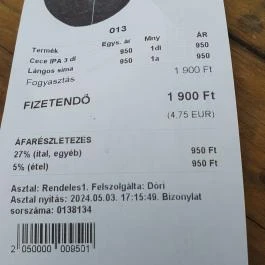 013
Termék Egys. ár Mny ÁR
Cece IPA 3 dl 950 1dl 950
Lángos sima 950 1a 950
Fogyasztás 1 900 Ft
FIZETENDŐ 1 900 Ft
(4,75 EUR)
ÁFARÉSZLETEZÉS
27% (ital, egyéb) 950 Ft
5% (étel) 950 Ft
Asztal: Rendeles1. Felszolgálta: Dóri
Asztal nyitás: 2024.05.03. 17:15:49. Bizonylat
sorszáma: 0138134
2 050000 009501